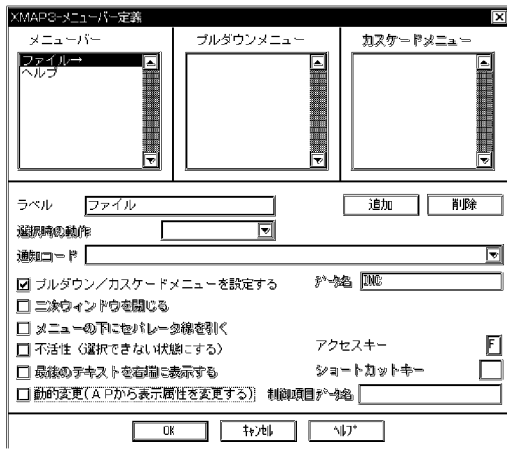 XMAP3-メニューバー定義
メニューバー
プルダウンメニュー
カスケードメニュー
ファイル→
ヘルプ
ラベル ファイル 追加 削除
選択時の動作
通知コード
プルダウン/カスケードメニューを設定する データ名 DMC
二次ウィンドウを閉じる
メニューの下にセパレータ線を引く
不活性(選択できない状態にする) アクセスキー F
最後のテキストを右端に表示する ショートカットキー
動的変更(APから表示属性を変更する) 制御項目データ名
OK キャンセル ヘルプ